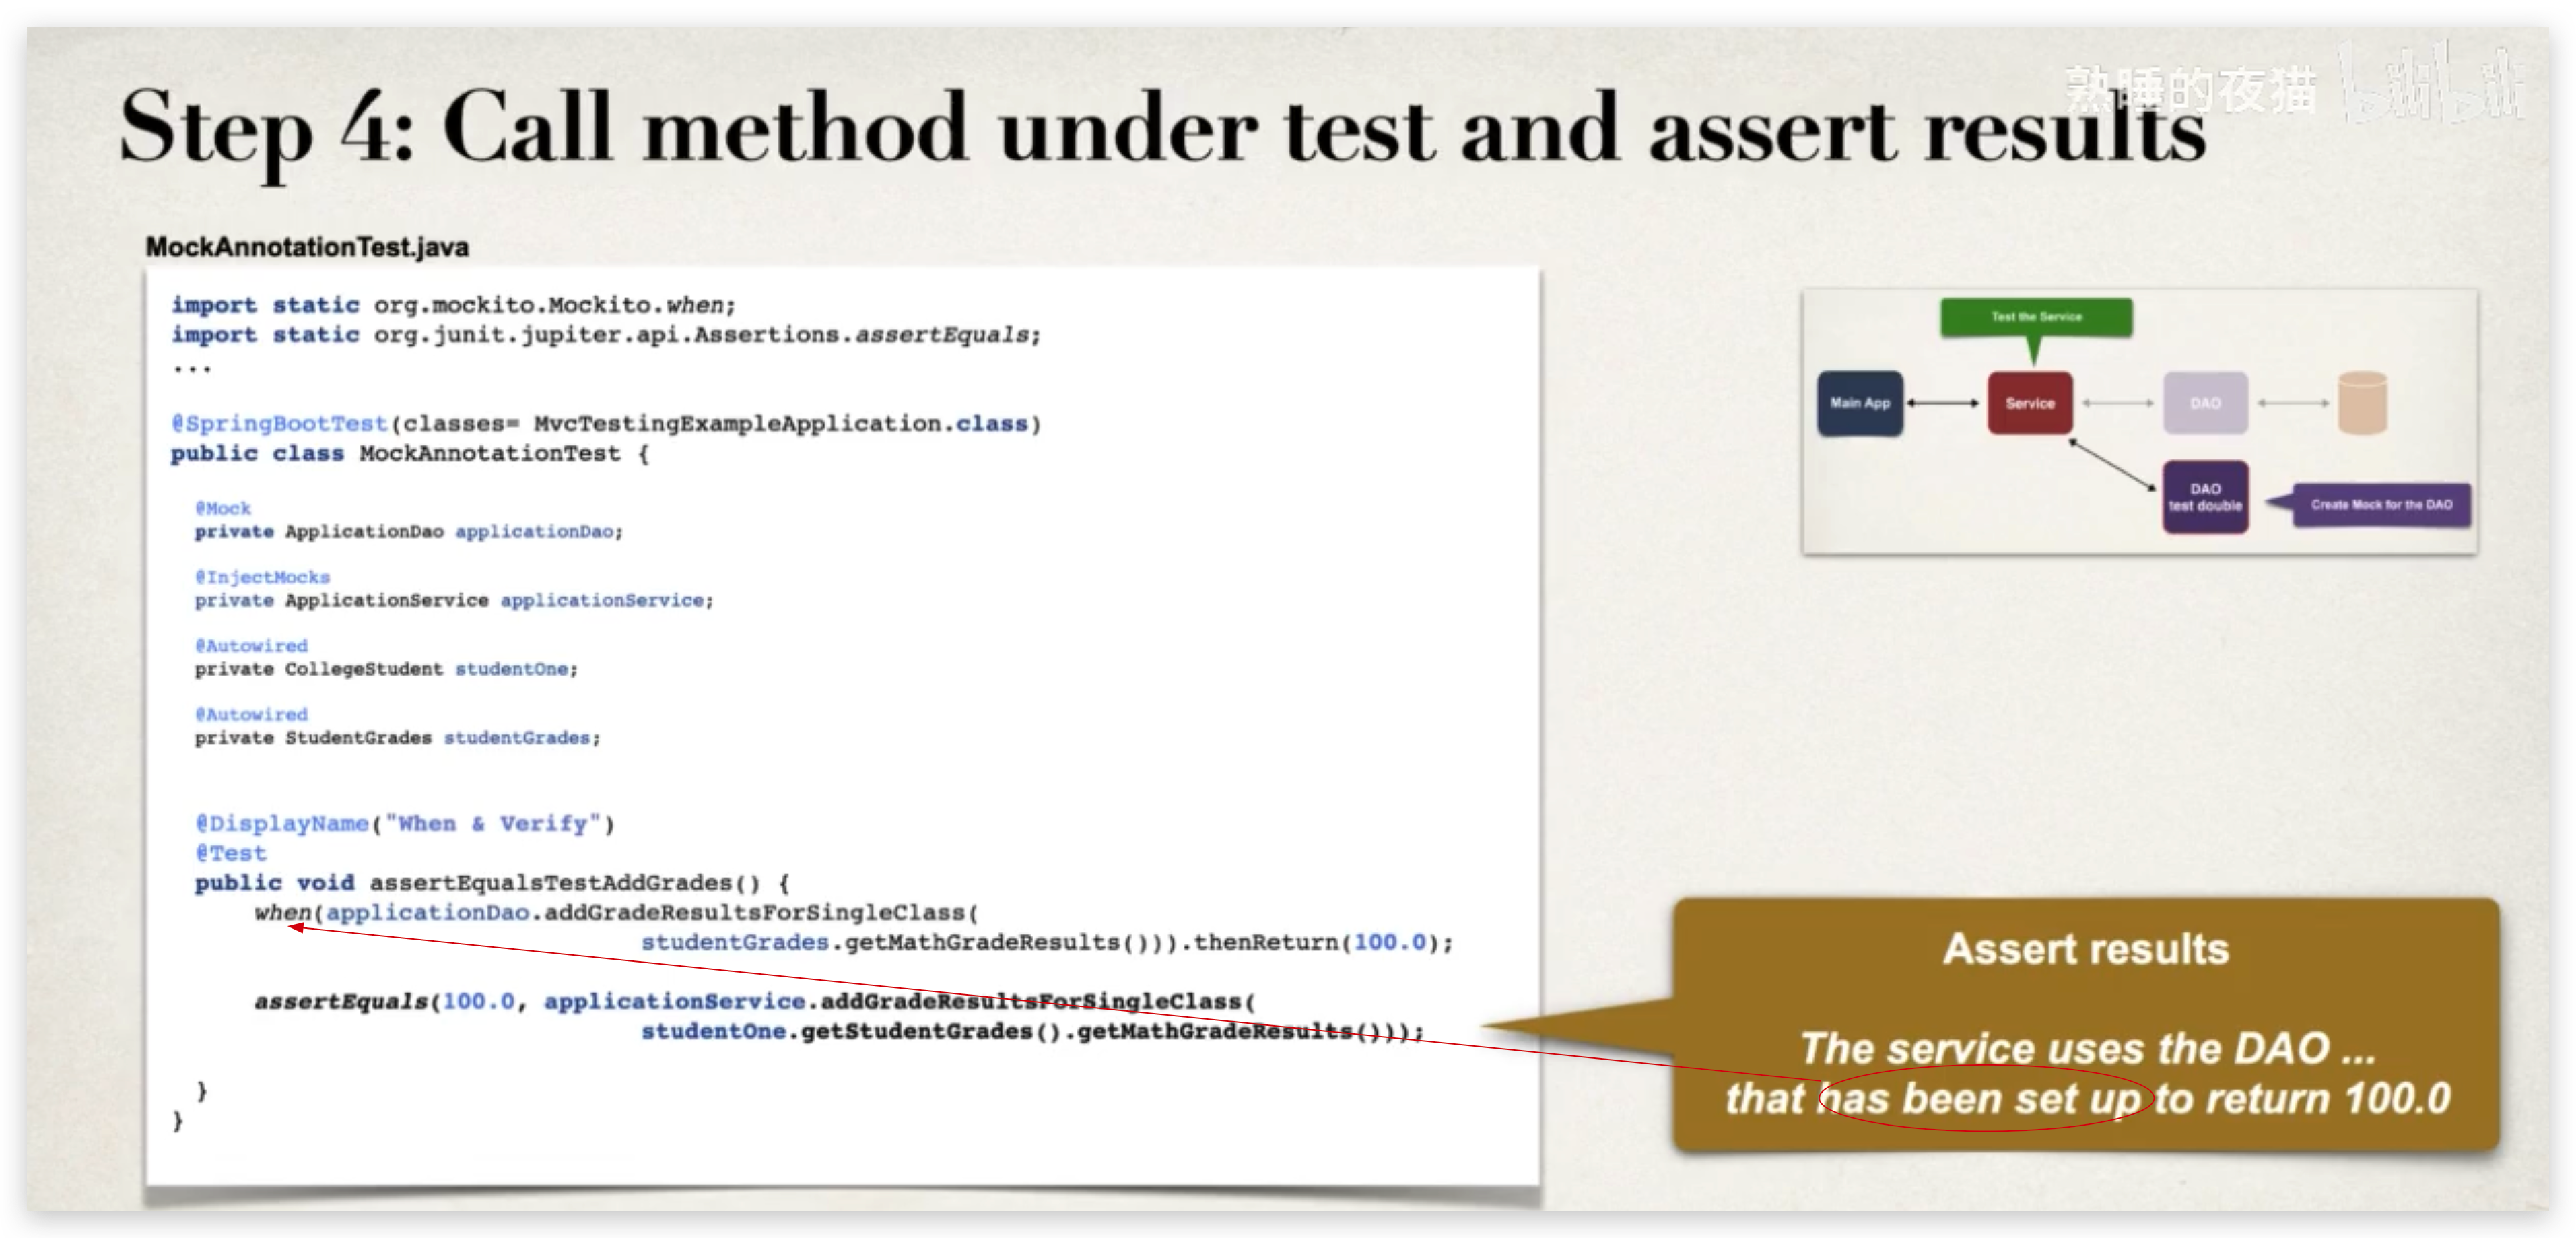 熟睡的夜猫 bilibili
Step 4: Call method under test and assert results
MockAnnotationTest.java
import static org.mockito.Mockito.when;
import static org.junit.jupiter.api.Assertions.assertEquals;
...
@SpringBootTest(classes= MvcTestingExampleApplication.class)
public class MockAnnotationTest {
@Mock
private ApplicationDao applicationDao;
@InjectMocks
private ApplicationService applicationService;
@Autowired
private CollegeStudent studentOne;
@Autowired
private StudentGrades studentGrades;
@DisplayName("When & Verify")
@Test
public void assertEqualsTestAddGrades() {
when(applicationDao.addGradeResultsForSingleClass(
studentGrades.getMathGradeResults())).thenReturn(100.0);
assertEquals(100.0, applicationService.addGradeResultsForSingleClass(
studentOne.getStudentGrades().getMathGradeResults()));
}
}
Test the Service
Main App
Service
DAO
DAO
test double
Create Mock for the DAO
Assert results
The service uses the DAO ...
that has been set up to return 100.0